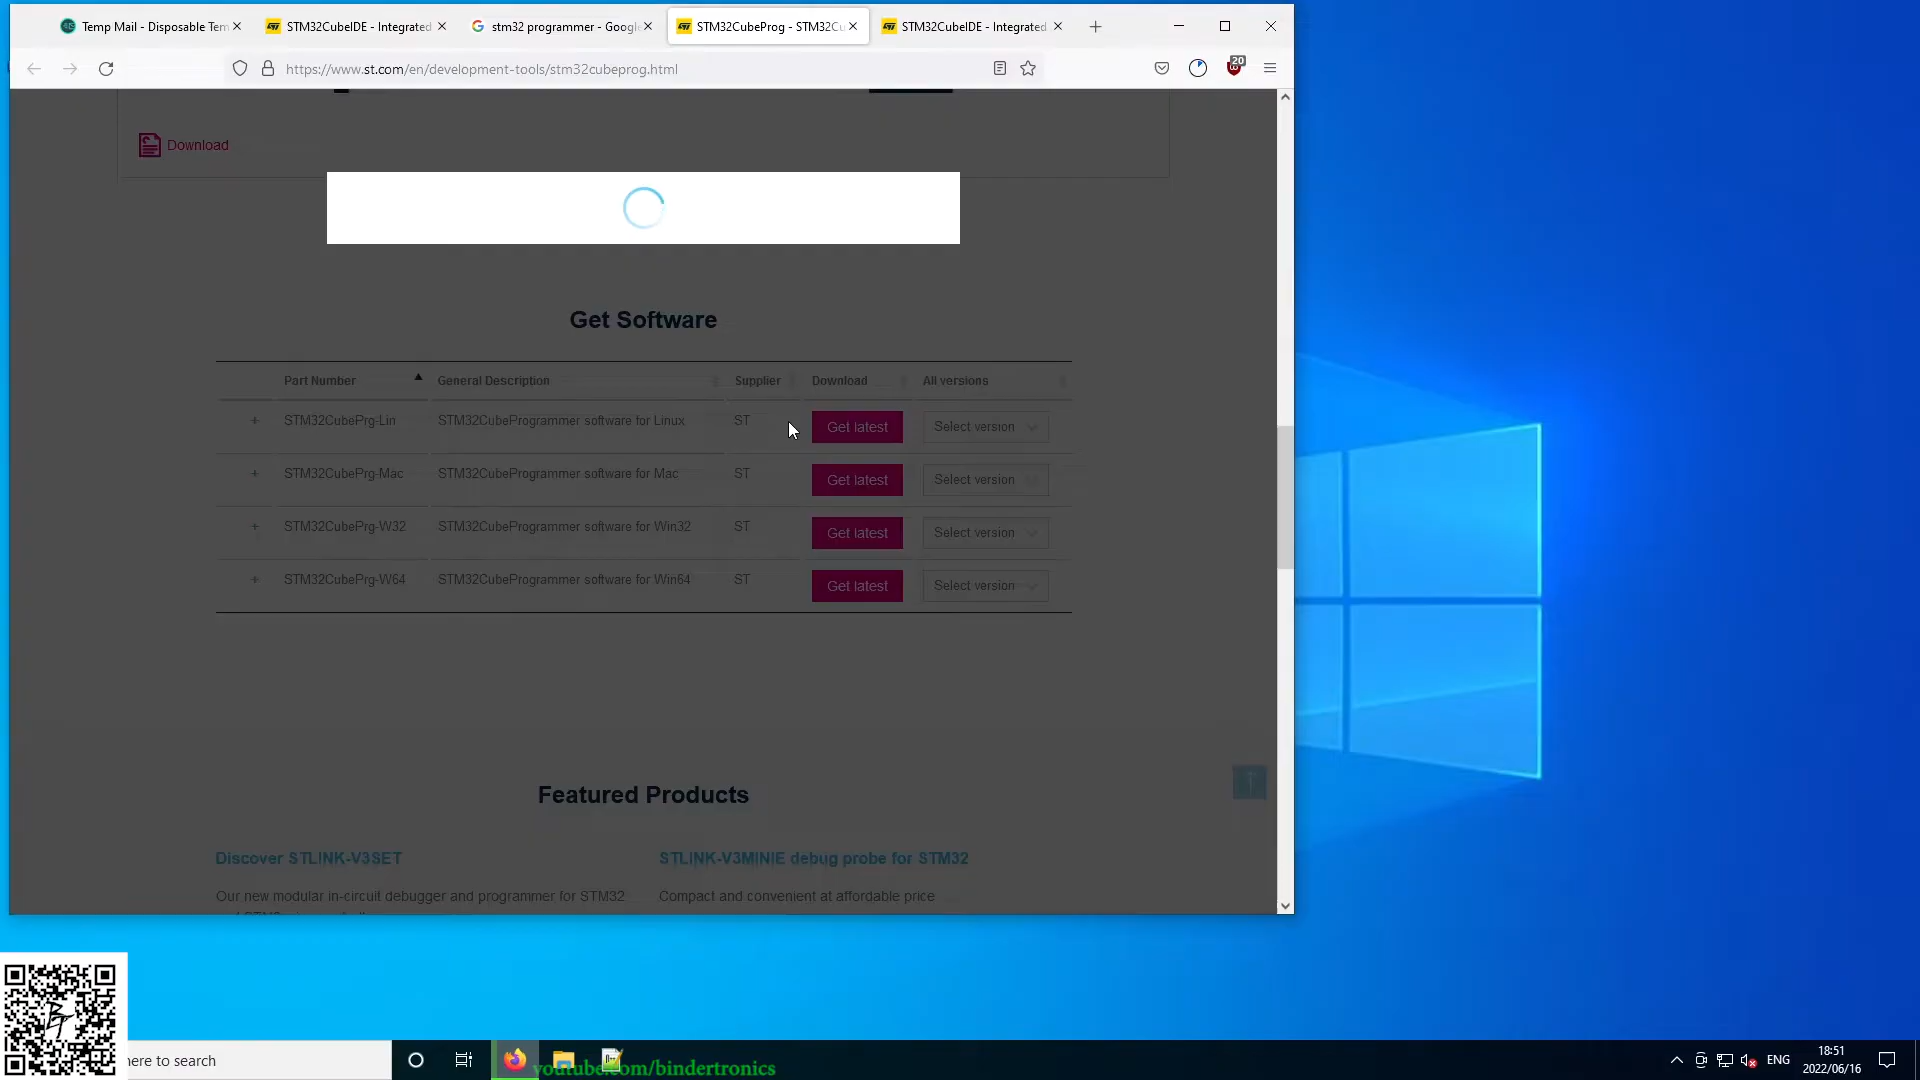 Temp Mail - Disposable Tem
STM32CubeIDE - Integrated
stm32 programmer - Google
STM32CubeProg - STM32Cu
STM32CubeIDE - Integrated
https://www.st.com/en/development-tools/stm32cubeprog.html
20
Download
Get Software
Part Number General Description Supplier Download All versions
+ STM32CubePrg-Lin STM32CubeProgrammer software for Linux ST Get latest Select version
+ STM32CubePrg-Mac STM32CubeProgrammer software for Mac ST Get latest Select version
+ STM32CubePrg-W32 STM32CubeProgrammer software for Win32 ST Get latest Select version
+ STM32CubePrg-W64 STM32CubeProgrammer software for Win64 ST Get latest Select version
Featured Products
Discover STLINK-V3SET
Our new modular in-circuit debugger and programmer for STM32
STLINK-V3MINIE debug probe for STM32
Compact and convenient at affordable price
here to search
youtube.com/bindertronics
ENG
18:51
2022/06/16